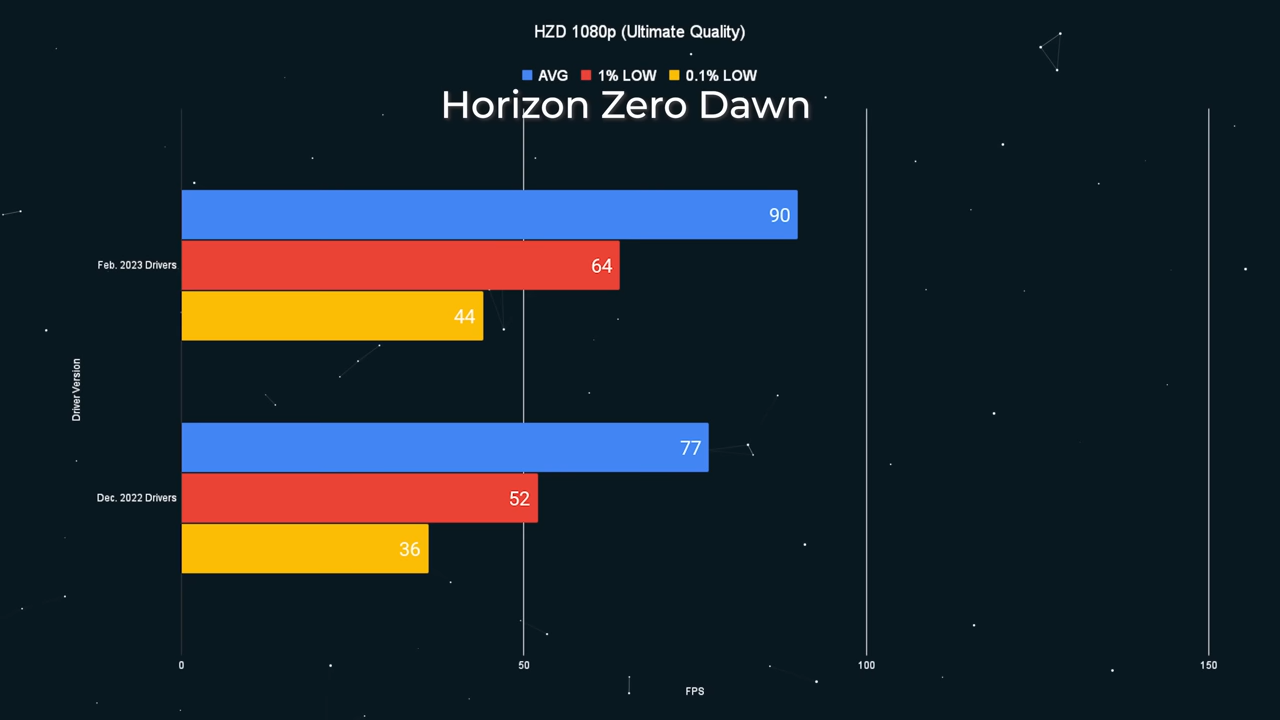 HZD 1080p (Ultimate Quality)
AVG 1% LOW 0.1% LOW
Horizon Zero Dawn
90
Feb. 2023 Drivers
64
44
Driver Version
77
Dec. 2022 Drivers
52
36
0 50 100 150
FPS